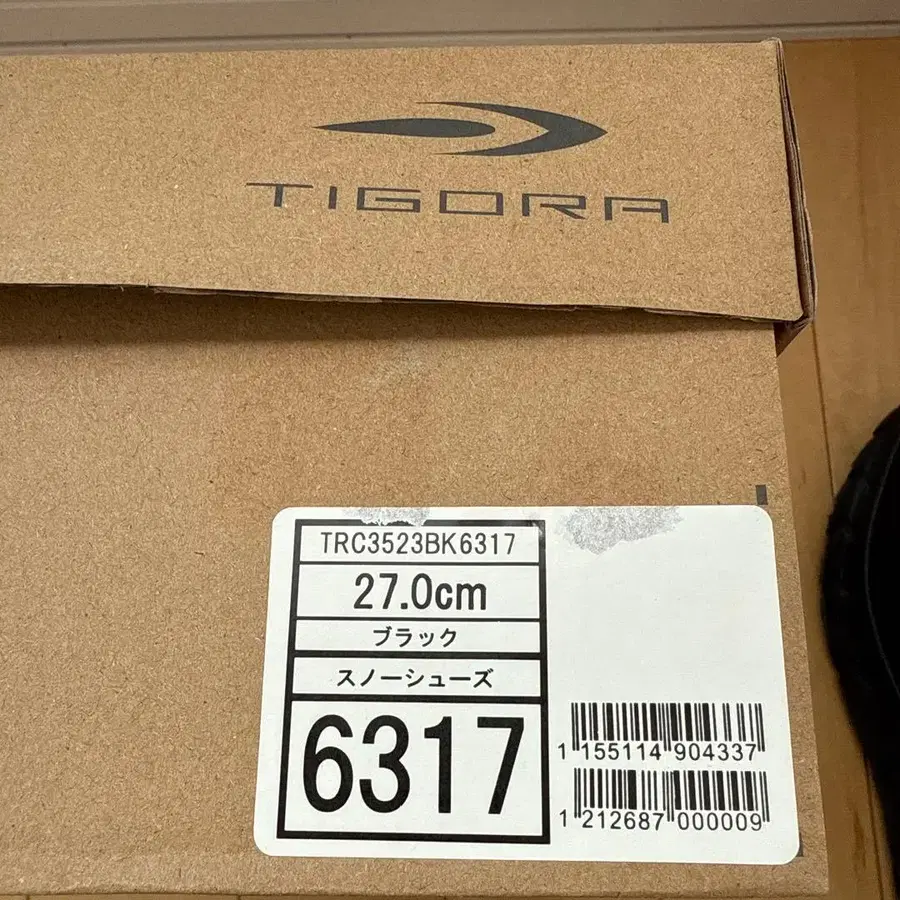 TIGORA
TRC3523BK6317
27.0cm
ブラック
スノーシューズ
6317
1 155114 904337
1 212687 000009